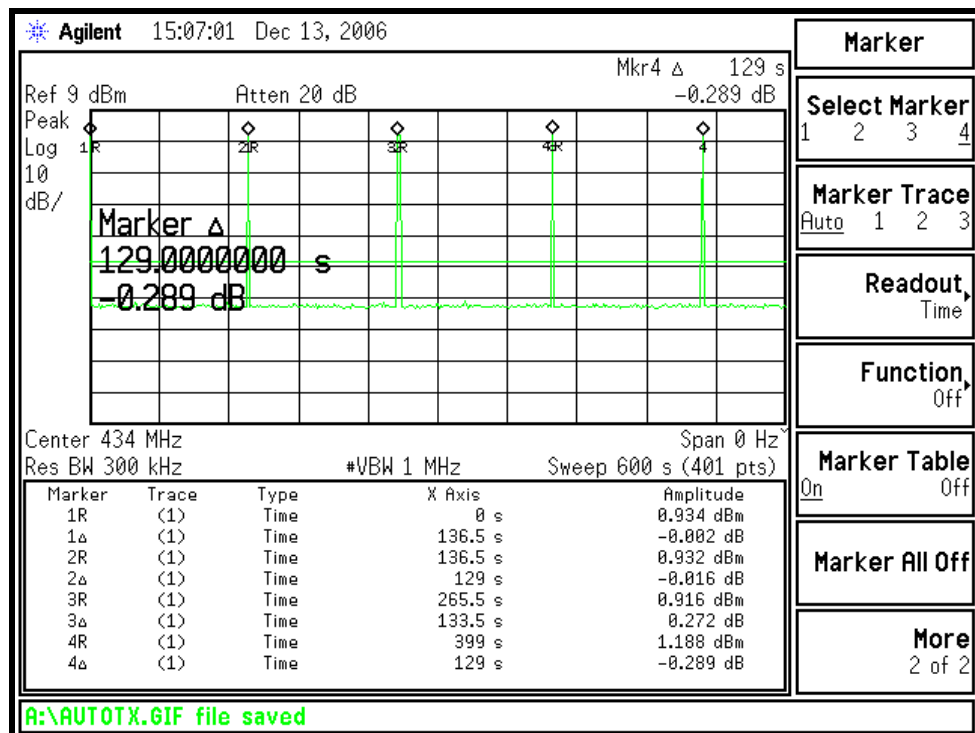 Agilent 15:07:01 Dec 13, 2006
Mkr4 Δ 129 s
Ref 9 dBm Atten 20 dB -0.289 dB
Peak
Log
10
dB/
1R 2R 3R 4R 4
Marker Δ
129.0000000 s
-0.289 dB
Center 434 MHz Span 0 Hz
Res BW 300 kHz #VBW 1 MHz Sweep 600 s (401 pts)
Marker Trace Type X Axis Amplitude
1R (1) Time 0 s 0.934 dBm
1Δ (1) Time 136.5 s -0.002 dB
2R (1) Time 136.5 s 0.932 dBm
2Δ (1) Time 129 s -0.016 dB
3R (1) Time 265.5 s 0.916 dBm
3Δ (1) Time 133.5 s 0.272 dB
4R (1) Time 399 s 1.188 dBm
4Δ (1) Time 129 s -0.289 dB
A:\AUTOTX.GIF file saved
Marker
Select Marker
1 2 3 4
Marker Trace
Auto 1 2 3
Readout
Time
Function
Off
Marker Table
On Off
Marker All Off
More
2 of 2